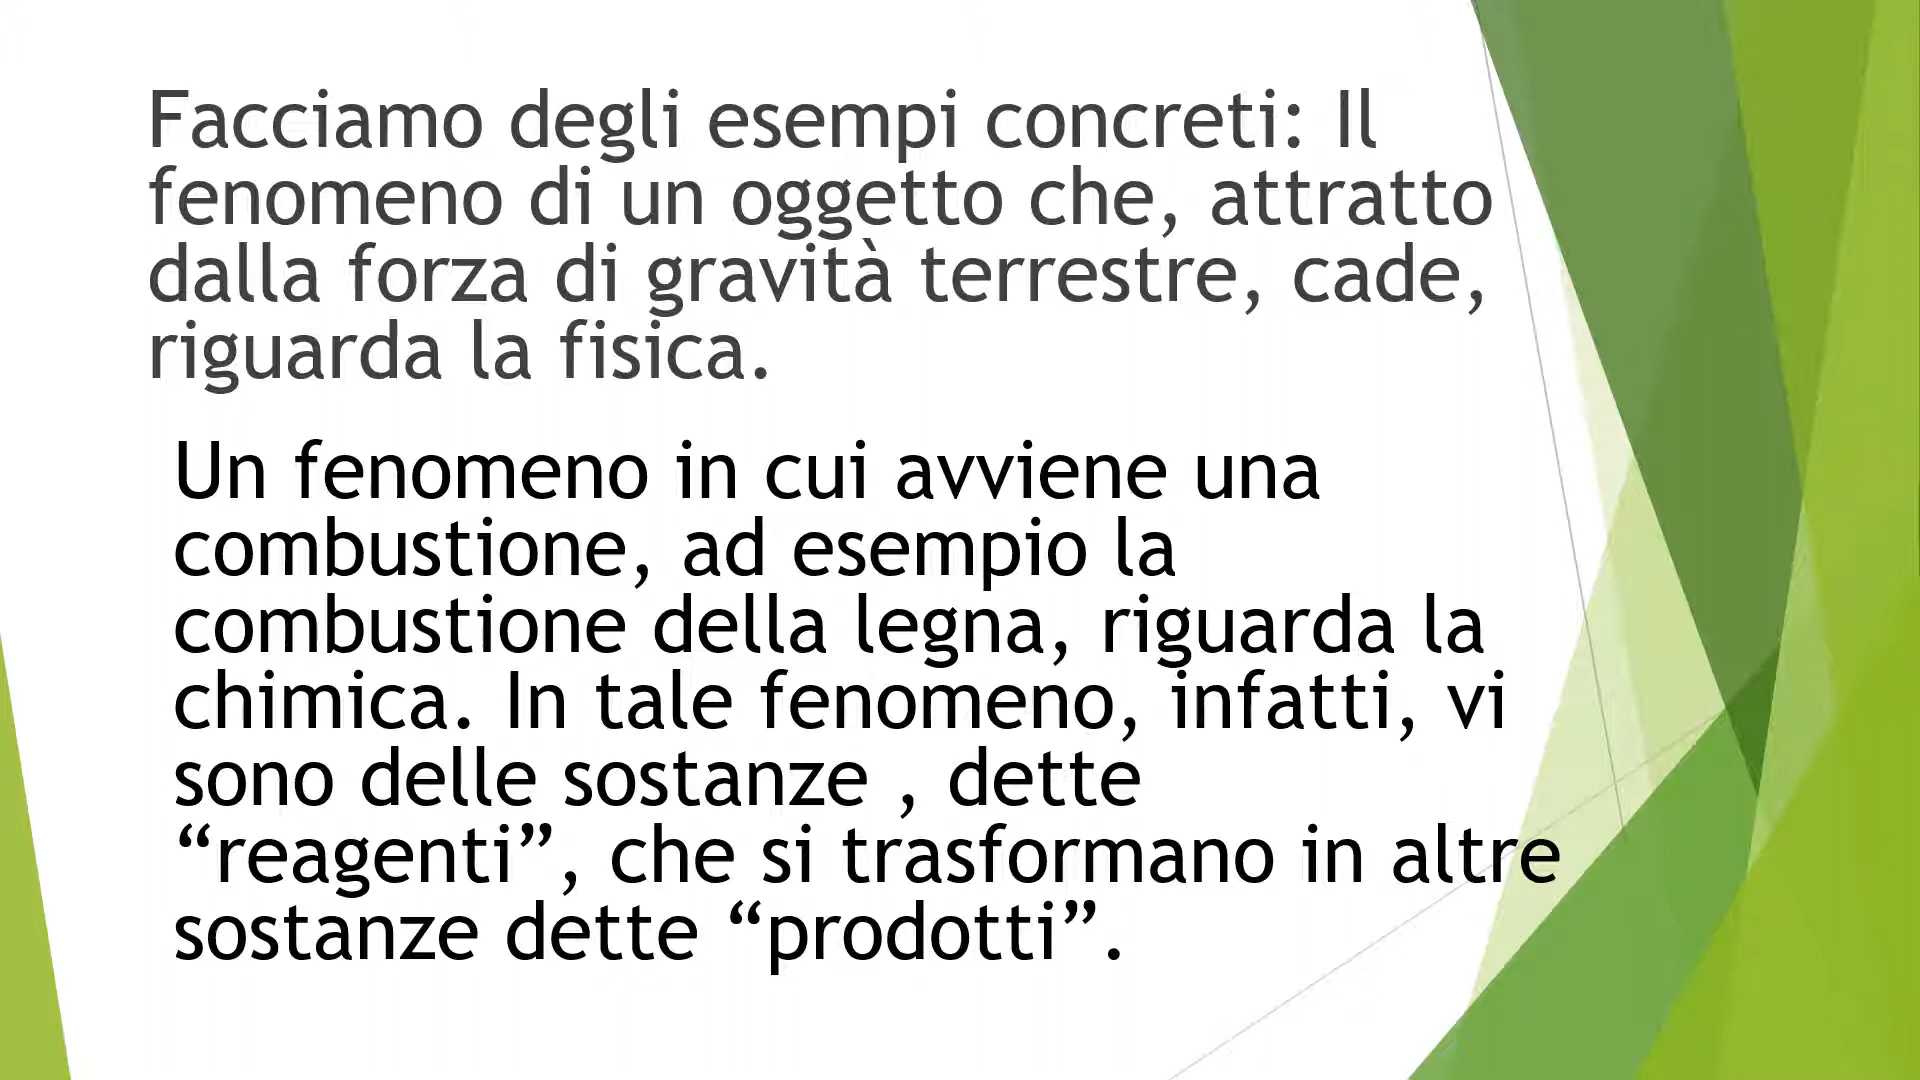 Facciamo degli esempi concreti: Il
fenomeno di un oggetto che, attratto
dalla forza di gravità terrestre, cade,
riguarda la fisica.
Un fenomeno in cui avviene una
combustione, ad esempio la
combustione della legna, riguarda la
chimica. In tale fenomeno, infatti, vi
sono delle sostanze , dette
“reagenti”, che si trasformano in altre
sostanze dette “prodotti”.